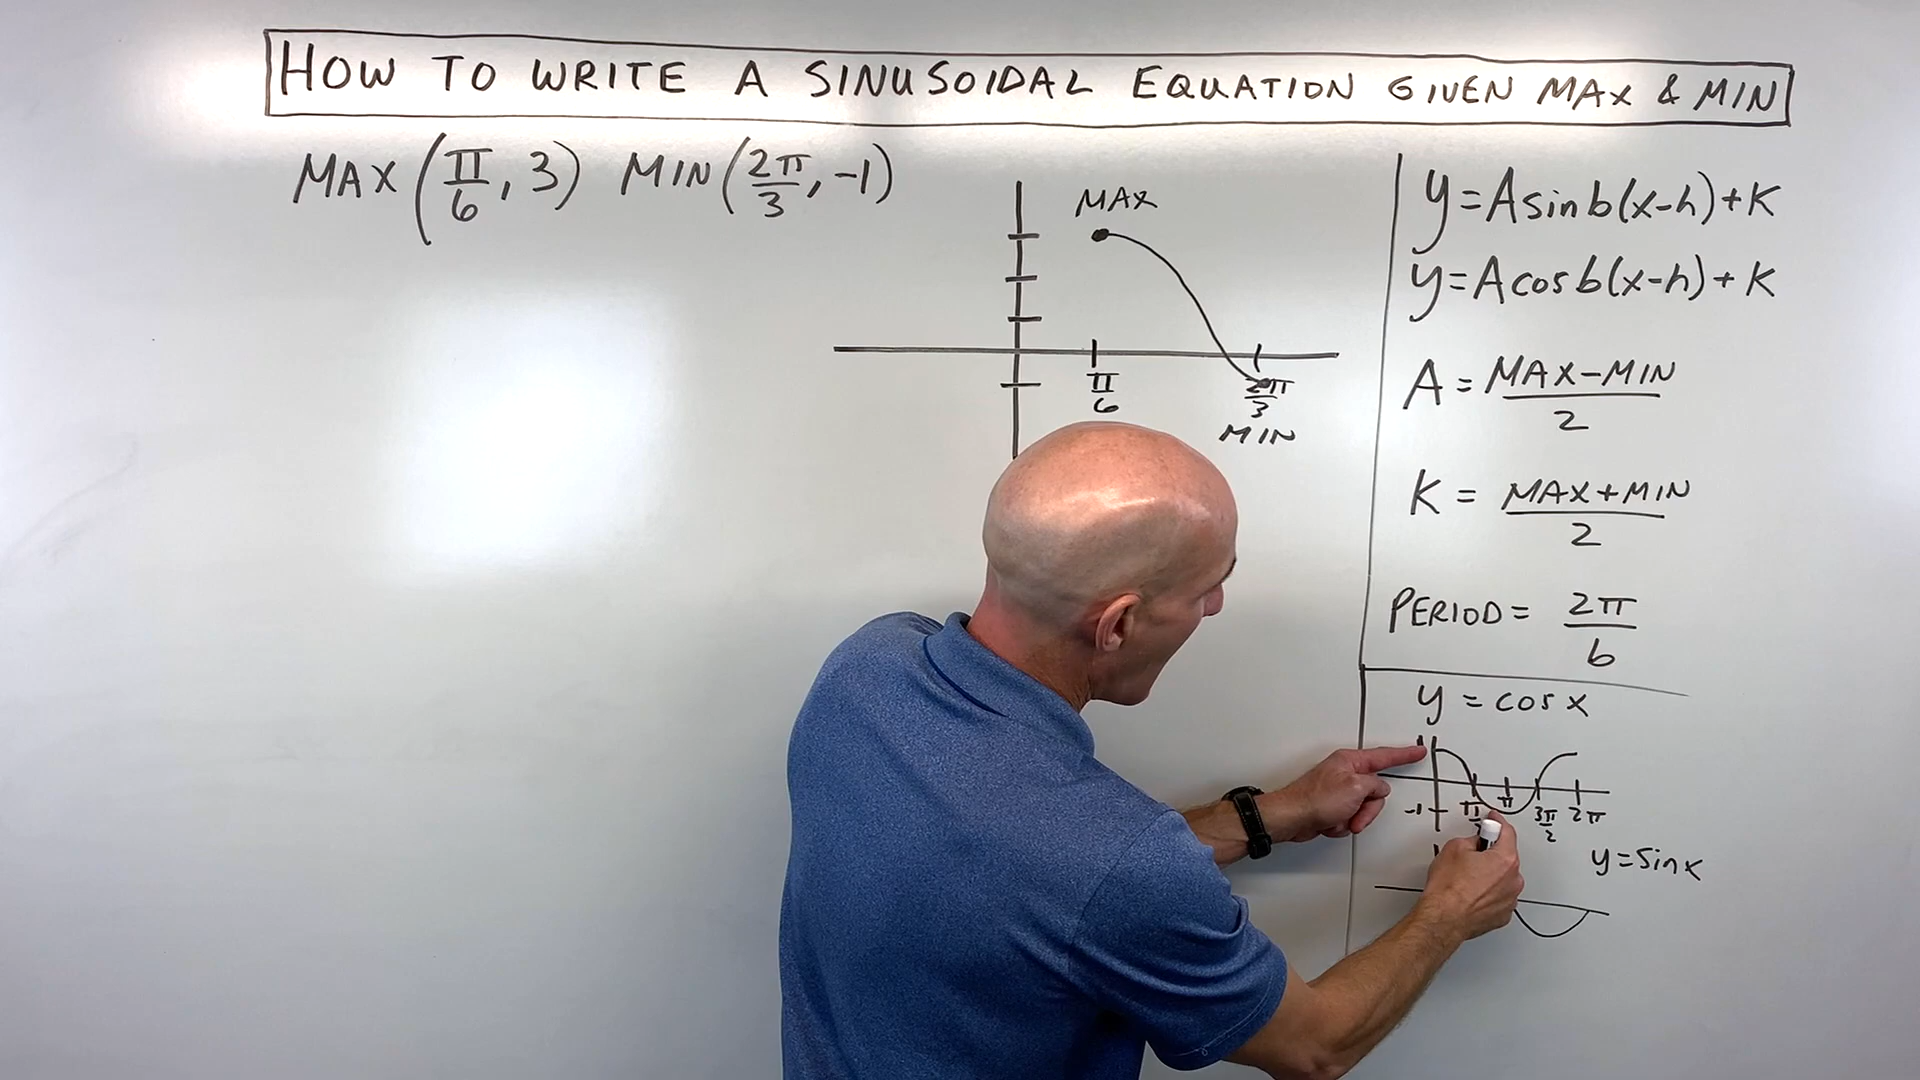 HOW TO WRITE A SINUSOIDAL EQUATION GIVEN MAX & MIN
MAX (π/6, 3) MIN (2π/3, -1)
MAX
π/6
2π/3
MIN
y = A sin b(x-h) + K
y = A cos b(x-h) + K
A = MAX-MIN/2
K = MAX+MIN/2
PERIOD = 2π/b
y = cos x
-1 π/2 π 3π/2 2π
y = sin x